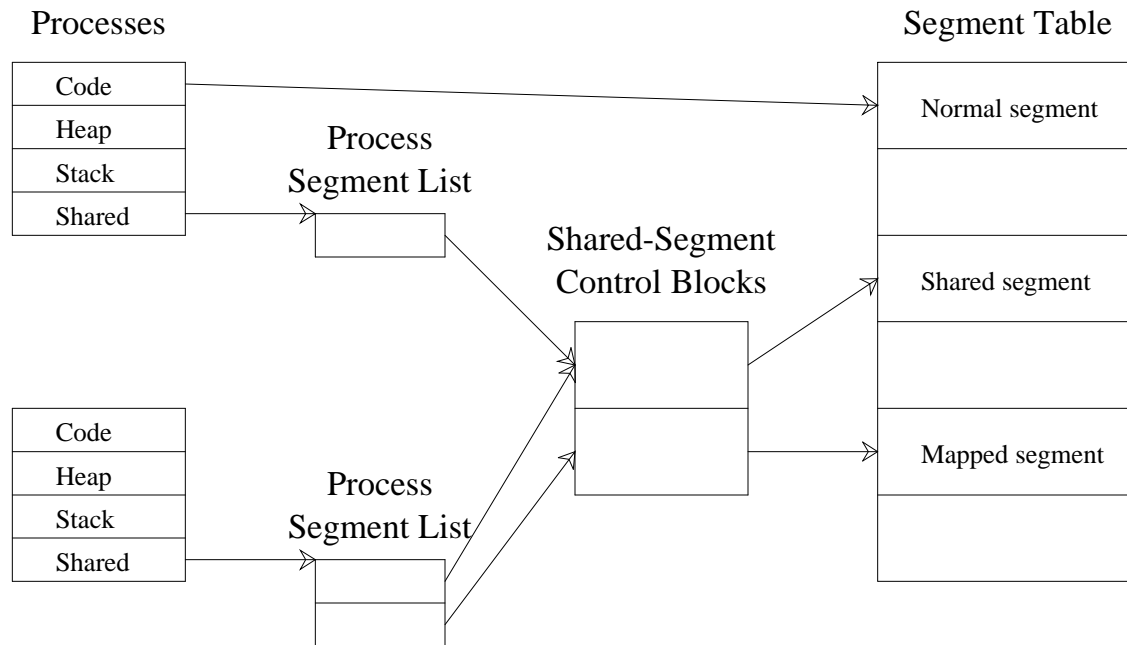 Processes
Segment Table
Code
Heap
Stack
Shared
Process
Segment List
Shared-Segment
Control Blocks
Normal segment
Shared segment
Mapped segment
Code
Heap
Stack
Shared
Process
Segment List